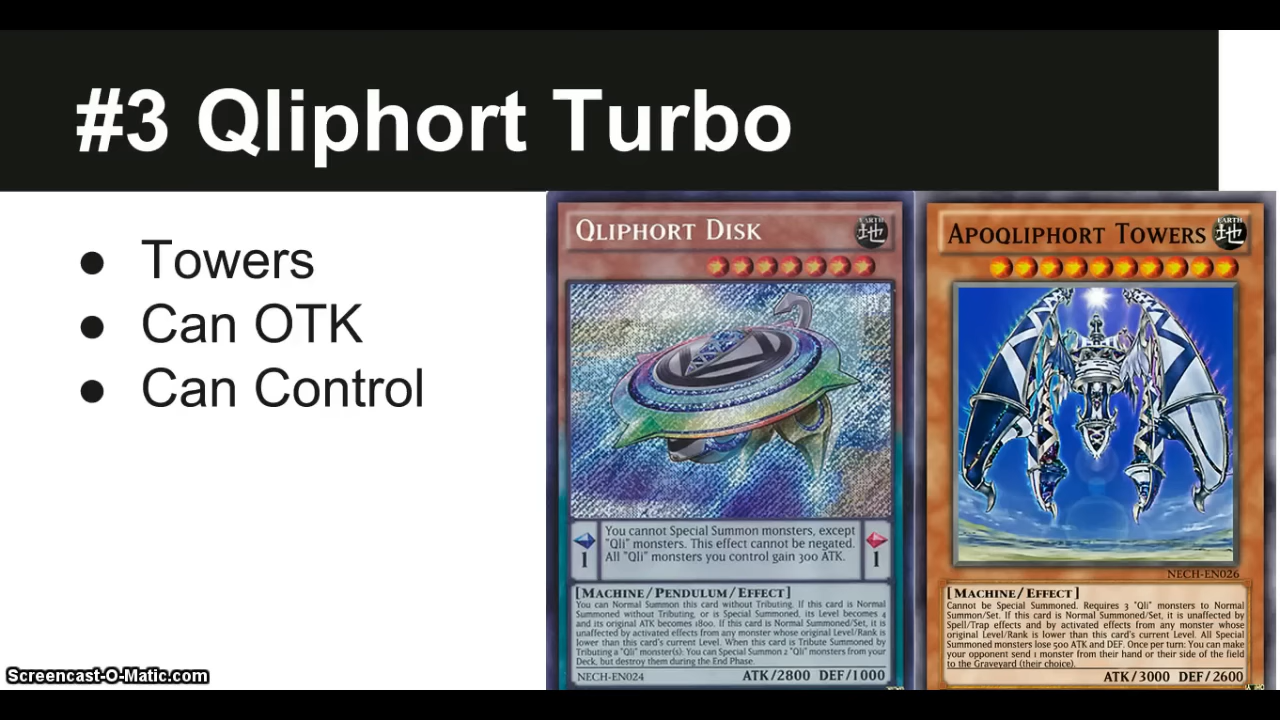 #3 Qliphort Turbo
● Towers
● Can OTK
● Can Control
QLIPHORT DISK
EARTH
地
You cannot Special Summon monsters, except
"Qli" monsters. This effect cannot be negated.
All "Qli" monsters you control gain 300 ATK.
1
1
[MACHINE/PENDULUM/EFFECT]
You can Normal Summon this card without Tributing. If this card is Normal
Summoned without Tributing, or is Special Summoned, its Level becomes 4
and its original ATK becomes 1800. If this card is Normal Summoned/Set, it is
unaffected by activated effects from any monster whose original Level/Rank is
lower than this card's current Level. When this card is Tribute Summoned by
Tributing a "Qli" monster(s): You can Special Summon 2 "Qli" monsters from your
Deck, but destroy them during the End Phase.
NECH-EN024
ATK/2800 DEF/1000
APOQLIPHORT TOWERS
EARTH
地
NECH-EN026
[MACHINE/EFFECT]
Cannot be Special Summoned. Requires 3 "Qli" monsters to Normal
Summon/Set. If this card is Normal Summoned/Set, it is unaffected by
Spell/Trap effects and by activated effects from any monster whose
original Level/Rank is lower than this card's current Level. All Special
Summoned monsters lose 500 ATK and DEF. Once per turn: You can make
your opponent send 1 monster from their hand or their side of the field
to the Graveyard (their choice).
ATK/3000 DEF/2600
Screencast-O-Matic.com